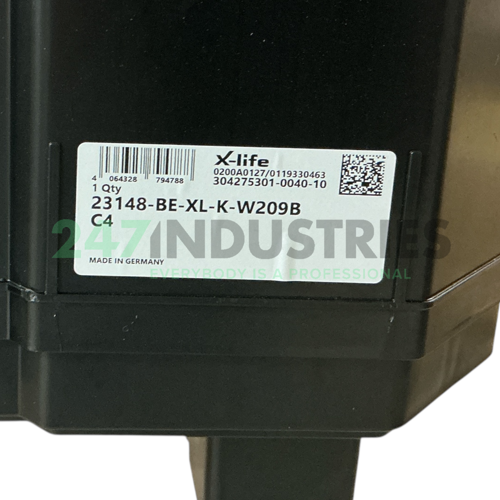 X-life
0200A0127/0119330463
304275301-0040-10
4 064328 794788
1 Qty
23148-BE-XL-K-W209B
C4
247INDUSTRIES
EVERYBODY IS A PROFESSIONAL
MADE IN GERMANY